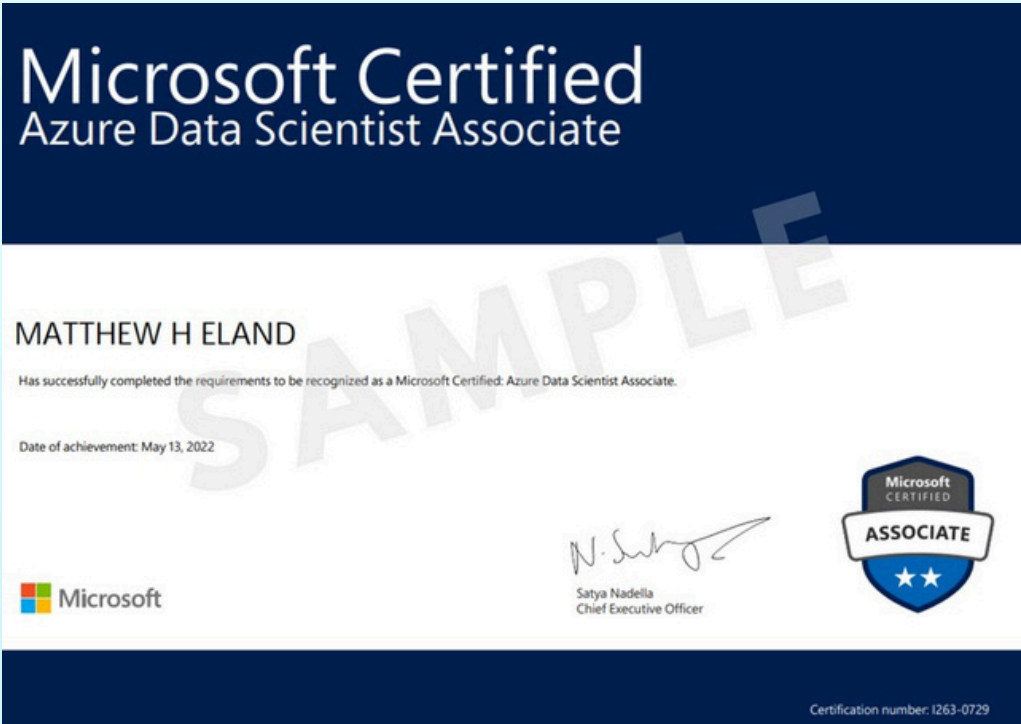 Microsoft Certified
Azure Data Scientist Associate
SAMPLE
MATTHEW H ELAND
Has successfully completed the requirements to be recognized as a Microsoft Certified: Azure Data Scientist Associate.
Date of achievement: May 13, 2022
Microsoft
CERTIFIED
ASSOCIATE
N. Satya
Satya Nadella
Chief Executive Officer
Microsoft
Certification number: I263-0729